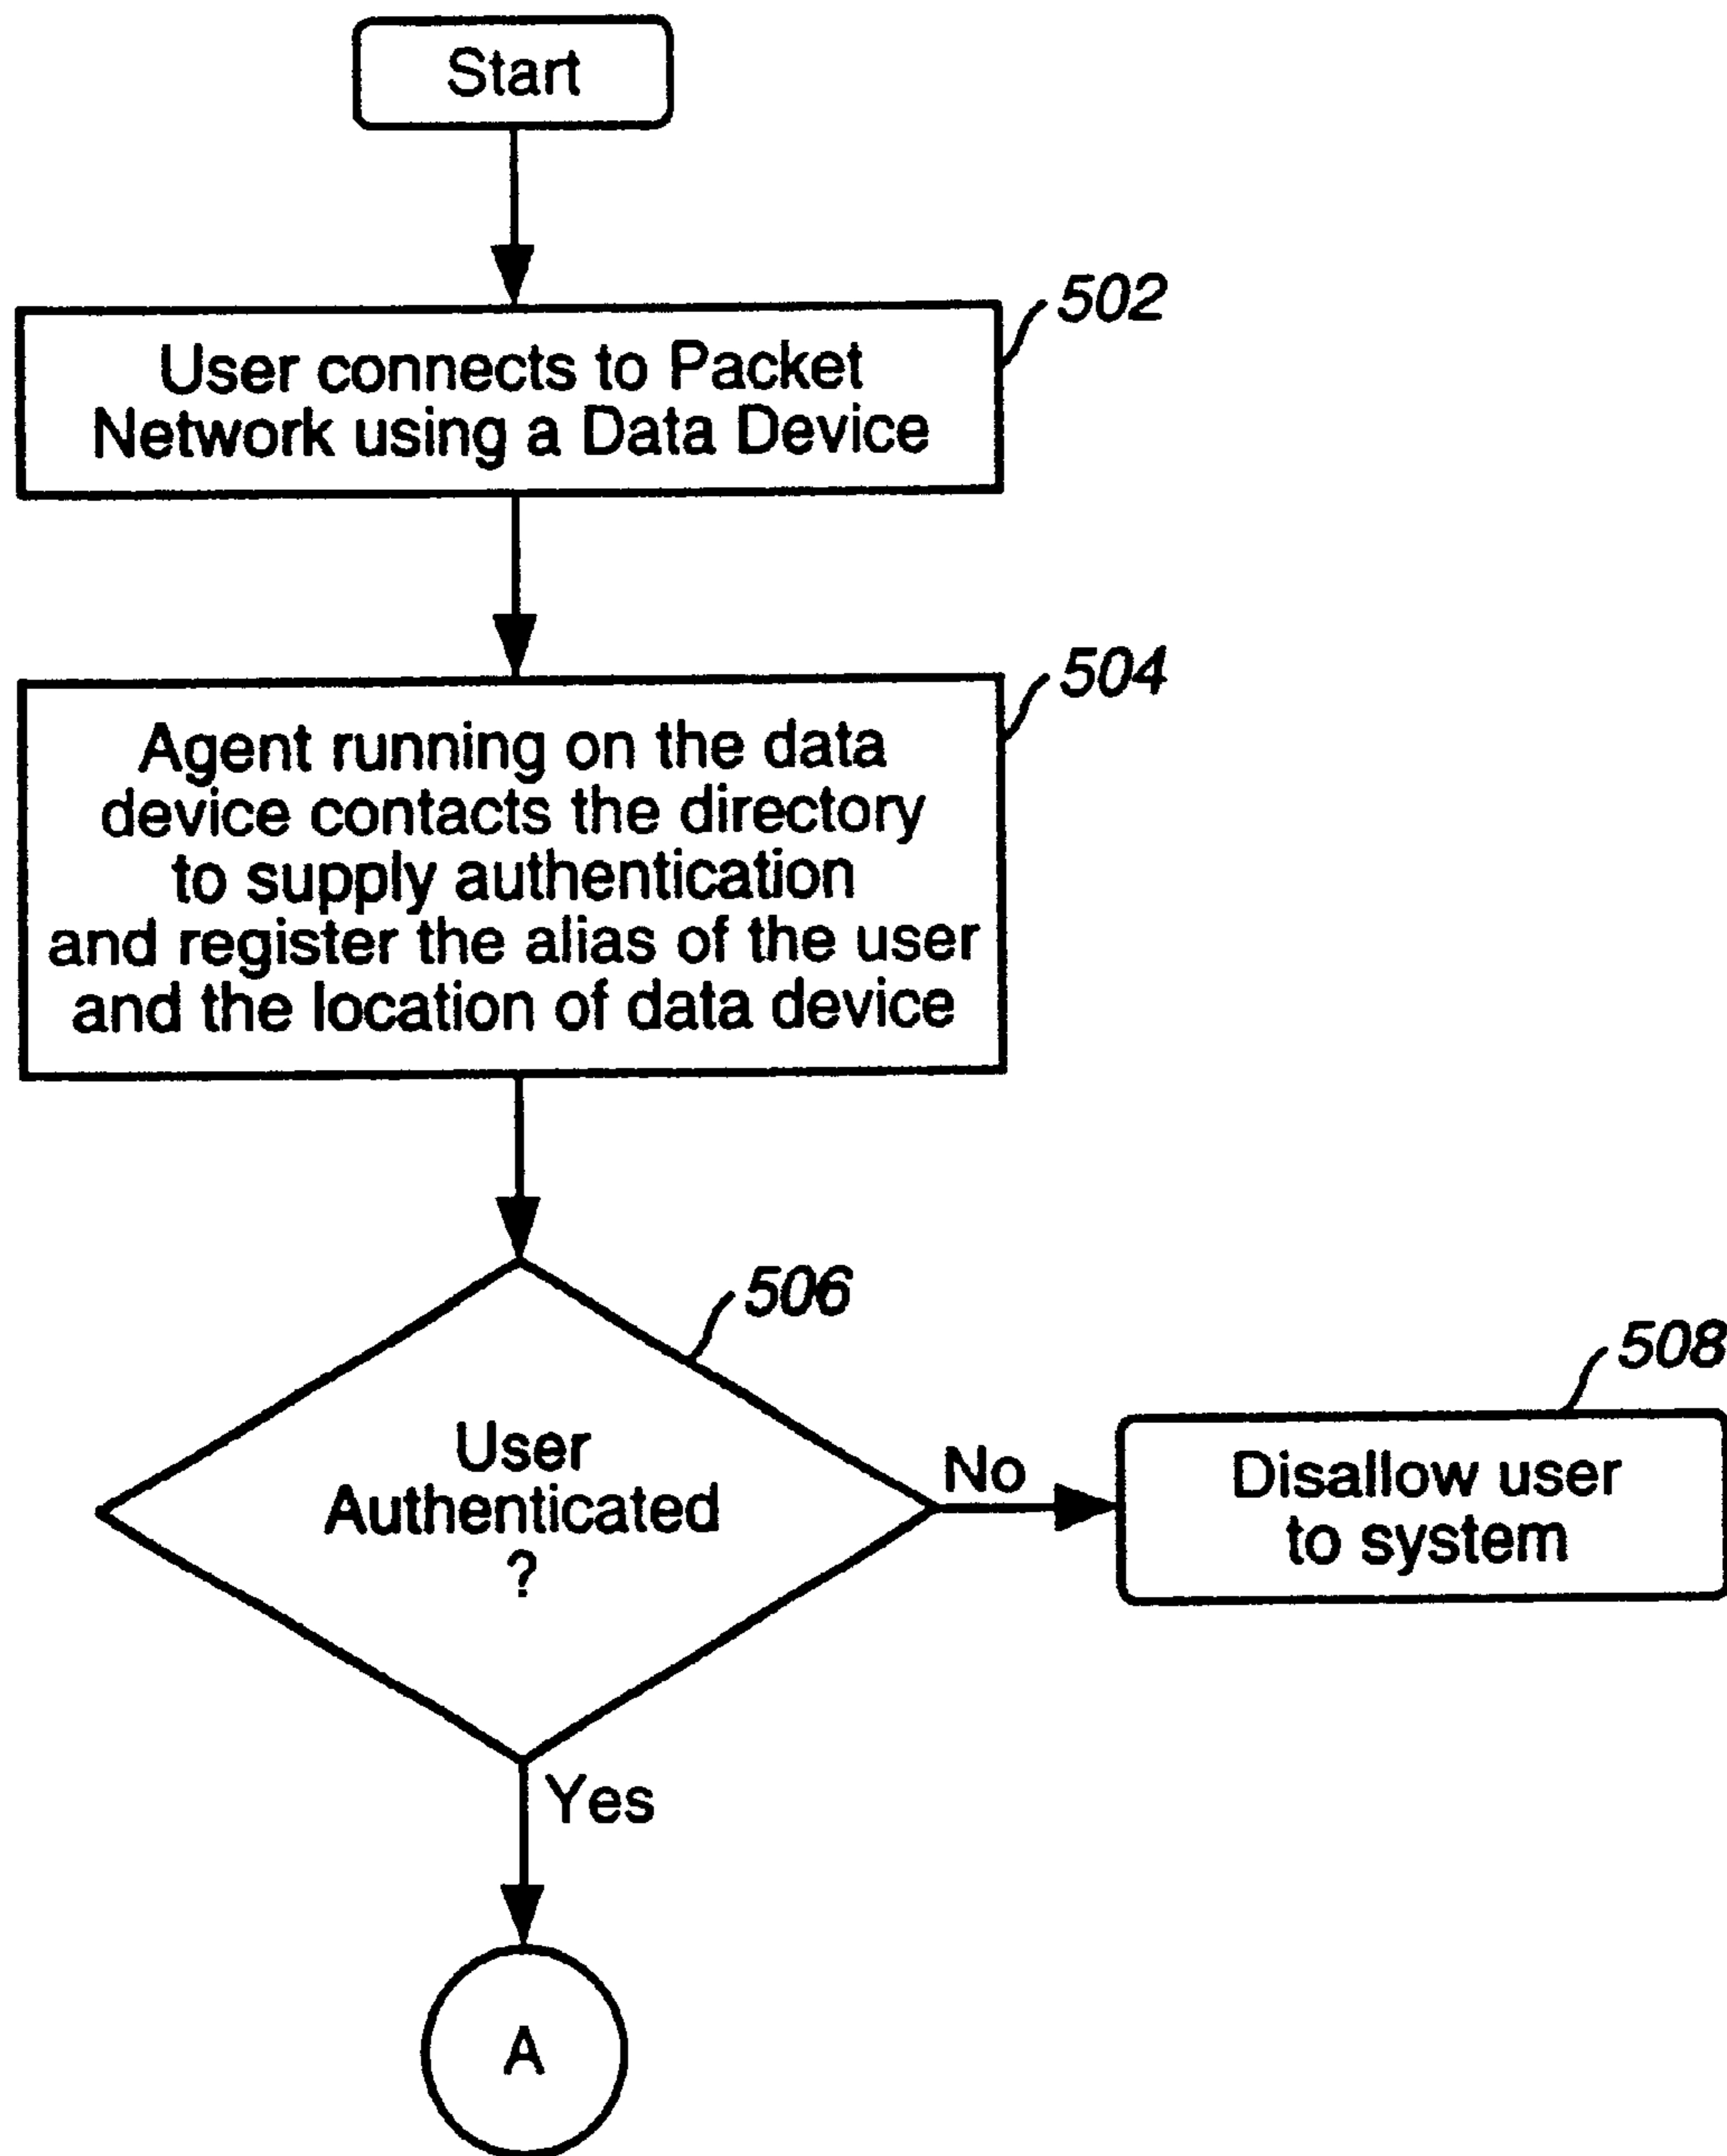 Start
502
User connects to Packet
Network using a Data Device
504
Agent running on the data
device contacts the directory
to supply authentication
and register the alias of the user
and the location of data device
506
User
Authenticated
?
No
508
Disallow user
to system
Yes
A